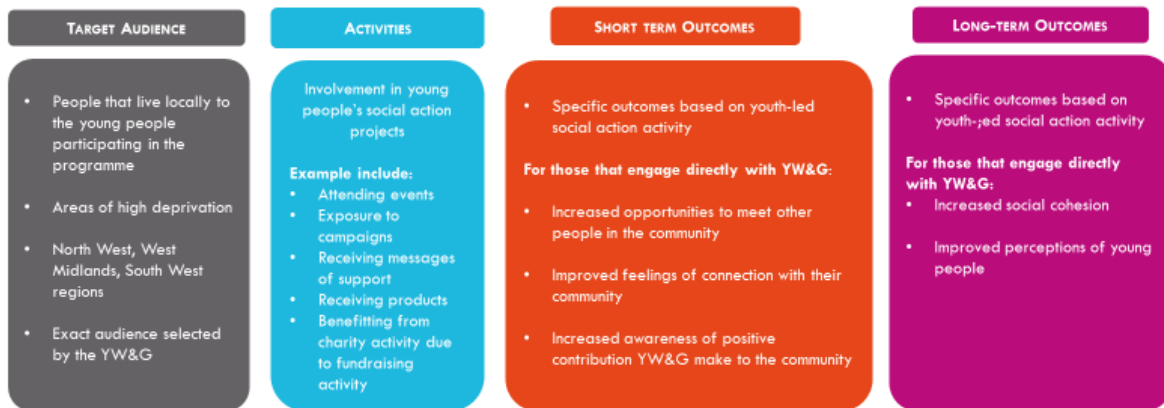 TARGET AUDIENCE
• People that live locally to
the young people
participating in the
programme
• Areas of high deprivation
• North West, West
Midlands, South West
regions
• Exact audience selected
by the YW&G
ACTIVITIES
Involvement in young
people's social action
projects
Example include:
• Attending events
• Exposure to
campaigns
• Receiving messages
of support
• Receiving products
• Benefitting from
charity activity due
to fundraising
activity
SHORT TERM OUTCOMES
• Specific outcomes based on youth-led
social action activity
For those that engage directly with YW&G:
• Increased opportunities to meet other
people in the community
• Improved feelings of connection with their
community
• Increased awareness of positive
contribution YW&G make to the community
LONG-TERM OUTCOMES
• Specific outcomes based on
youth-;ed social action activity
For those that engage directly
with YW&G:
• Increased social cohesion
• Improved perceptions of young
people